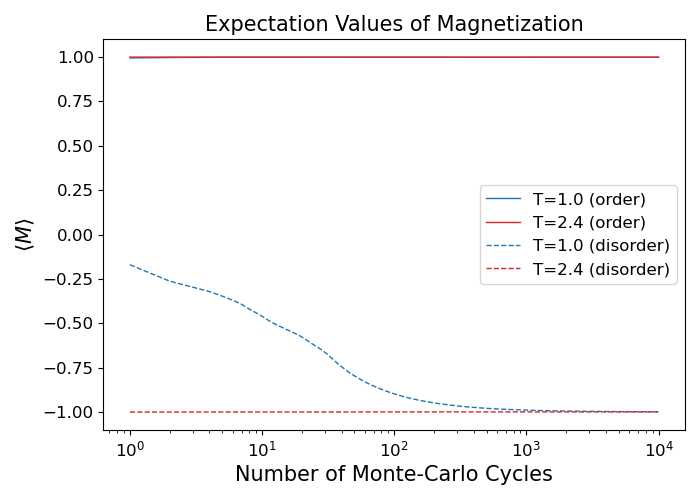 Expectation Values of Magnetization
1.00
0.75
0.50
0.25
0.00
−0.25
−0.50
−0.75
−1.00
⟨M⟩
T=1.0 (order)
T=2.4 (order)
T=1.0 (disorder)
T=2.4 (disorder)
10⁰ 10¹ 10² 10³ 10⁴
Number of Monte-Carlo Cycles